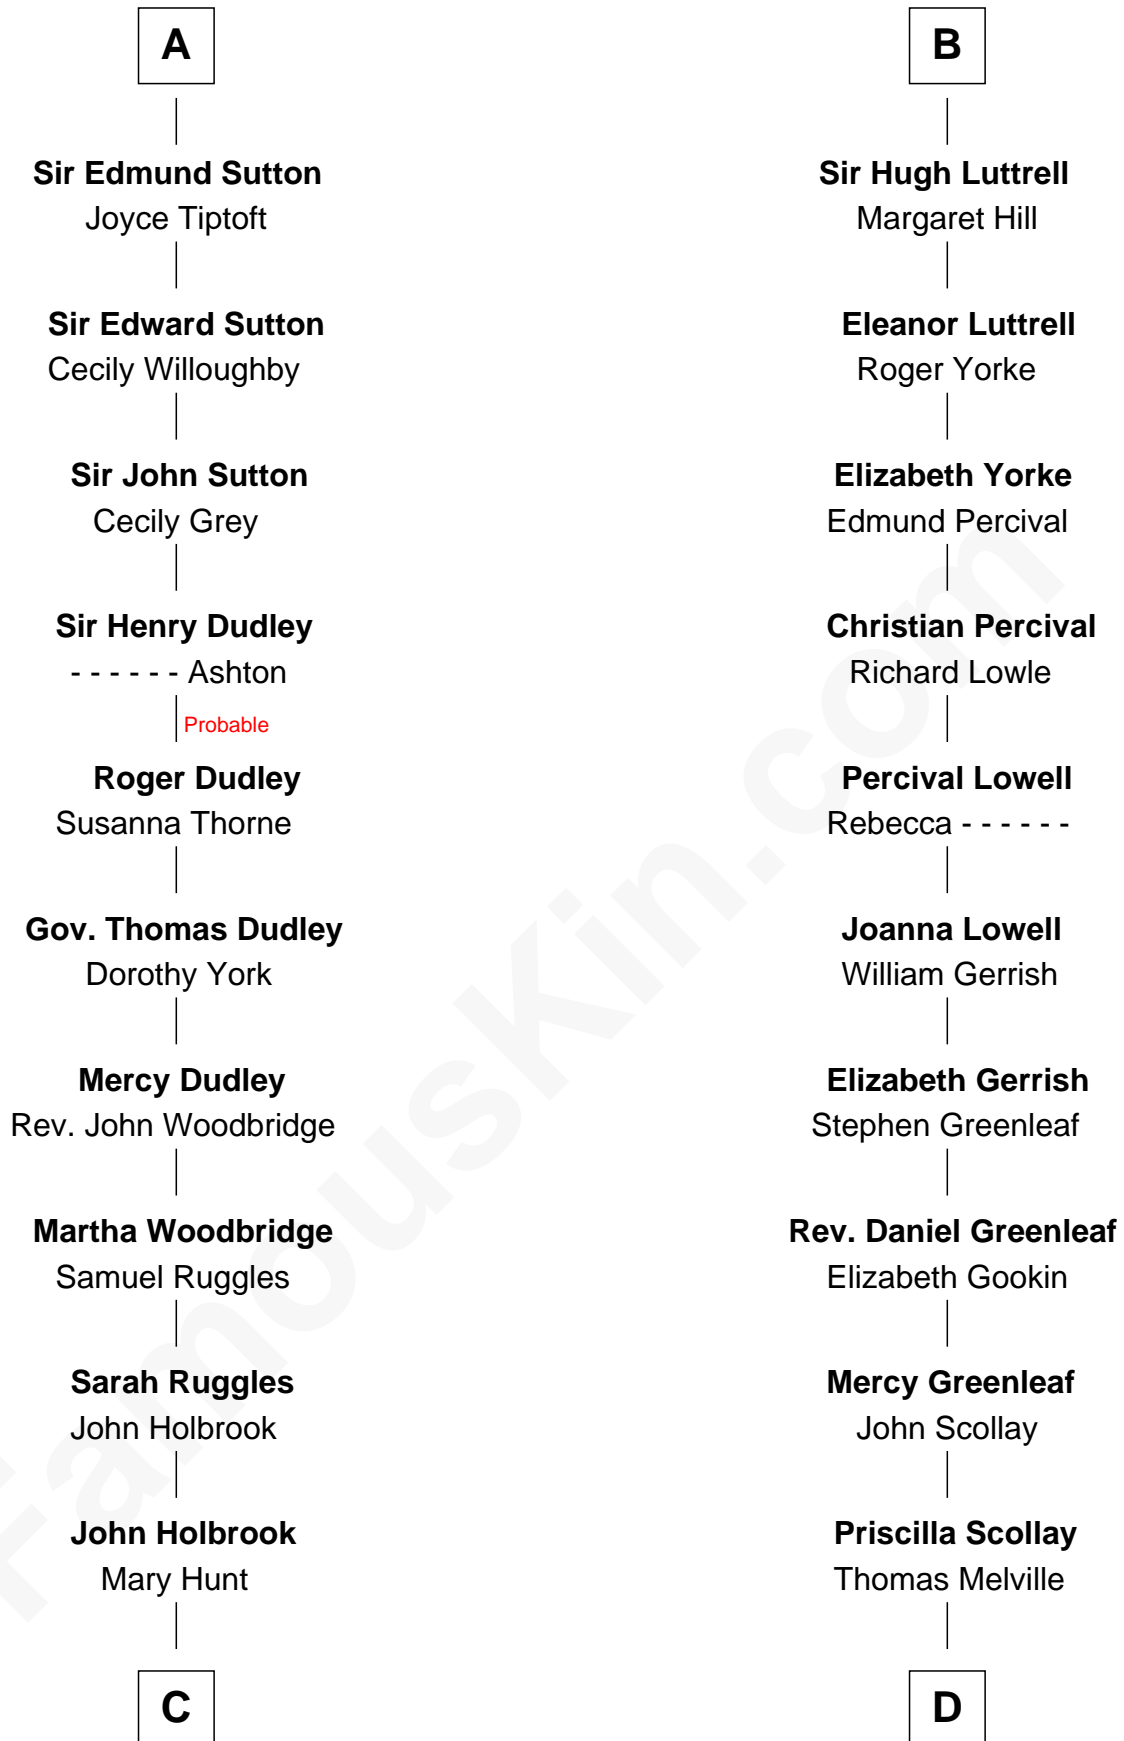 A
Sir Edmund Sutton
Joyce Tiptoft
Sir Edward Sutton
Cecily Willoughby
Sir John Sutton
Cecily Grey
Sir Henry Dudley
- - - - - - Ashton
Probable
Roger Dudley
Susanna Thorne
Gov. Thomas Dudley
Dorothy York
Mercy Dudley
Rev. John Woodbridge
Martha Woodbridge
Samuel Ruggles
Sarah Ruggles
John Holbrook
John Holbrook
Mary Hunt
C
B
Sir Hugh Luttrell
Margaret Hill
Eleanor Luttrell
Roger Yorke
Elizabeth Yorke
Edmund Percival
Christian Percival
Richard Lowle
Percival Lowell
Rebecca - - - - - -
Joanna Lowell
William Gerrish
Elizabeth Gerrish
Stephen Greenleaf
Rev. Daniel Greenleaf
Elizabeth Gookin
Mercy Greenleaf
John Scollay
Priscilla Scollay
Thomas Melville
D
FamousKin.com